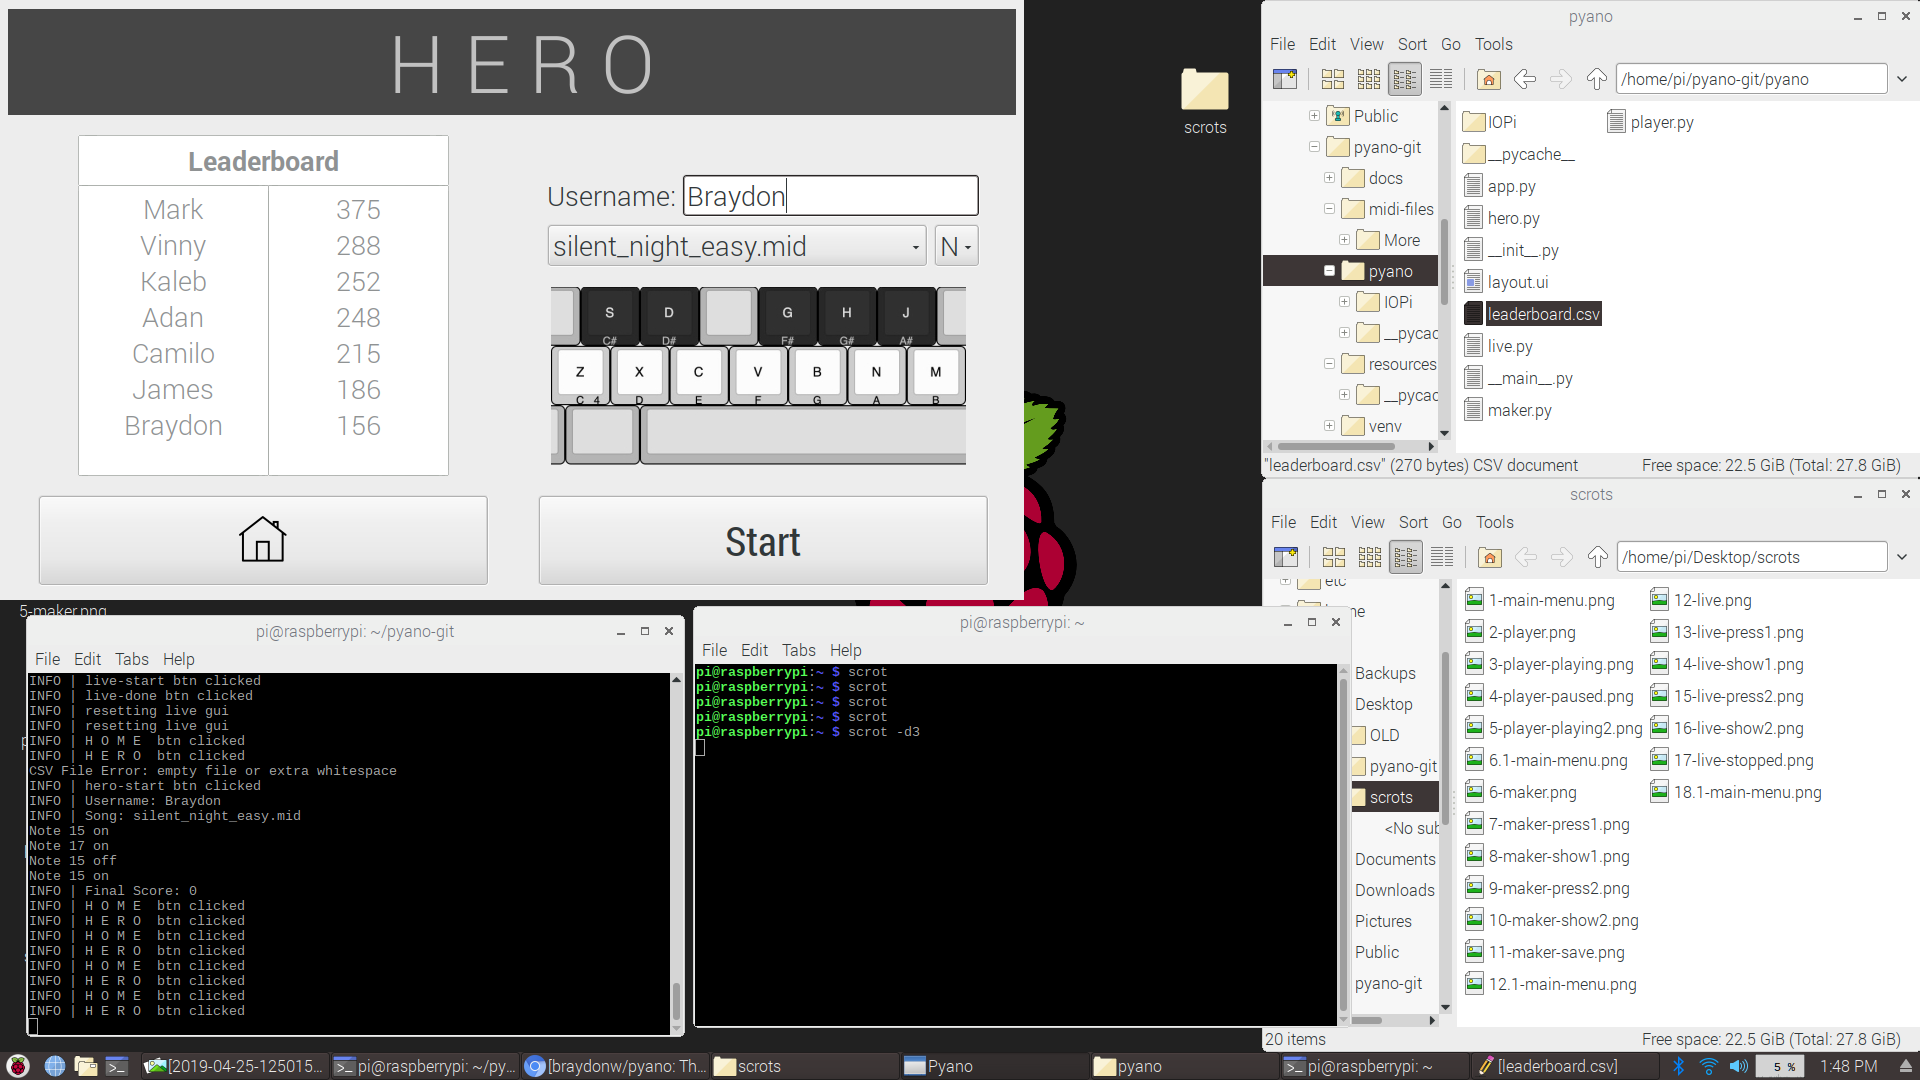 H E R O
Leaderboard
Mark 375
Vinny 288
Kaleb 252
Adan 248
Camilo 215
James 186
Braydon 156
Username: Braydon
silent_night_easy.mid N
S D G H J
C# D# F# G# A#
Z X C V B N M
C 4 D E F G A B
Start
scrots
5-maker.png
pyano
File Edit View Sort Go Tools
/home/pi/pyano-git/pyano
Public
pyano-git
docs
midi-files
More
pyano
IOPi
__pycac
resources
__pycac
venv
IOPi
__pycache__
app.py
hero.py
__init__.py
layout.ui
leaderboard.csv
live.py
__main__.py
maker.py
player.py
"leaderboard.csv" (270 bytes) CSV document Free space: 22.5 GiB (Total: 27.8 GiB)
scrots
File Edit View Sort Go Tools
/home/pi/Desktop/scrots
etc
me
Backups
Desktop
OLD
pyano-git
scrots
<No sub
Documents
Downloads
Pictures
Public
pyano-git
1-main-menu.png
2-player.png
3-player-playing.png
4-player-paused.png
5-player-playing2.png
6.1-main-menu.png
6-maker.png
7-maker-press1.png
8-maker-show1.png
9-maker-press2.png
10-maker-show2.png
11-maker-save.png
12.1-main-menu.png
12-live.png
13-live-press1.png
14-live-show1.png
15-live-press2.png
16-live-show2.png
17-live-stopped.png
18.1-main-menu.png
20 items Free space: 22.5 GiB (Total: 27.8 GiB)
pi@raspberrypi: ~/pyano-git
File Edit Tabs Help
INFO | live-start btn clicked
INFO | live-done btn clicked
INFO | resetting live gui
INFO | resetting live gui
INFO | H O M E  btn clicked
INFO | H E R O  btn clicked
CSV File Error: empty file or extra whitespace
INFO | hero-start btn clicked
INFO | Username: Braydon
INFO | Song: silent_night_easy.mid
Note 15 on
Note 17 on
Note 15 off
Note 15 on
INFO | Final Score: 0
INFO | H O M E  btn clicked
INFO | H E R O  btn clicked
INFO | H O M E  btn clicked
INFO | H E R O  btn clicked
INFO | H O M E  btn clicked
INFO | H E R O  btn clicked
INFO | H O M E  btn clicked
INFO | H E R O  btn clicked
pi@raspberrypi: ~
File Edit Tabs Help
pi@raspberrypi:~ $ scrot
pi@raspberrypi:~ $ scrot
pi@raspberrypi:~ $ scrot
pi@raspberrypi:~ $ scrot
pi@raspberrypi:~ $ scrot -d3
[2019-04-25-125015... pi@raspberrypi: ~/py... [braydonw/pyano: Th... scrots Pyano pyano pi@raspberrypi: ~ [leaderboard.csv] 5 % 1:48 PM